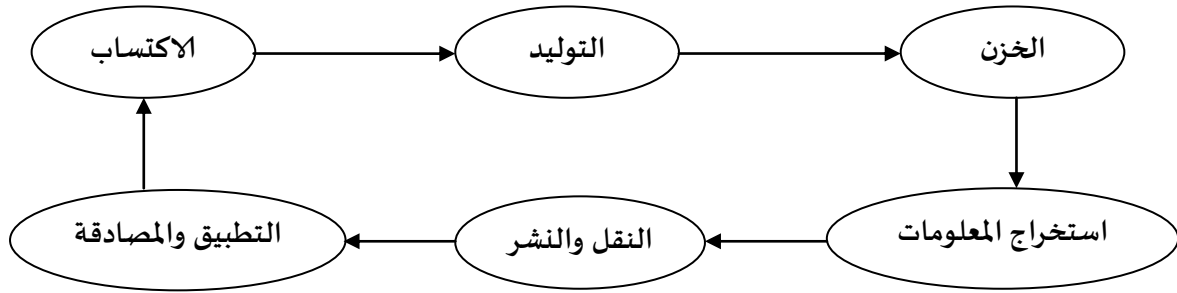 الاكتساب
التوليد
الخزن
استخراج المعلومات
النقل والنشر
التطبيق والمصادقة